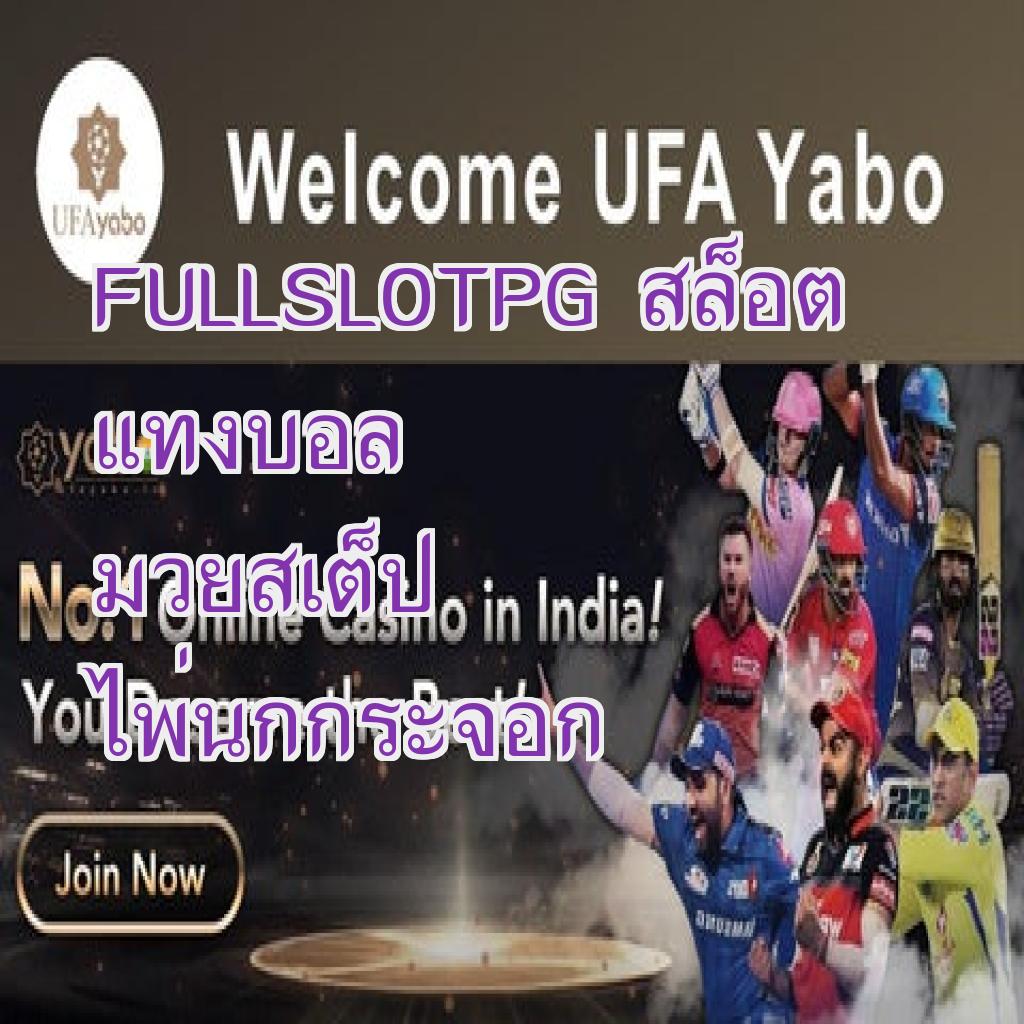 UFAyabo
Welcome UFA Yabo
FULLSLOTPG สล็อต
แทงบอล
มวยสเต็ป
ไพ่นกกระจอก
No.1 Online Casino in India!
You
Join Now
22